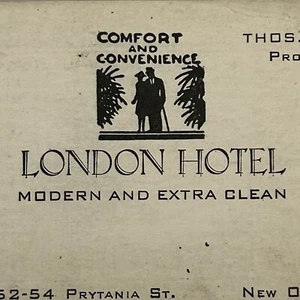 COMFORT
AND
CONVENIENCE
THOS.
PRO
LONDON HOTEL
MODERN AND EXTRA CLEAN
52-54 PRYTANIA ST.
NEW O